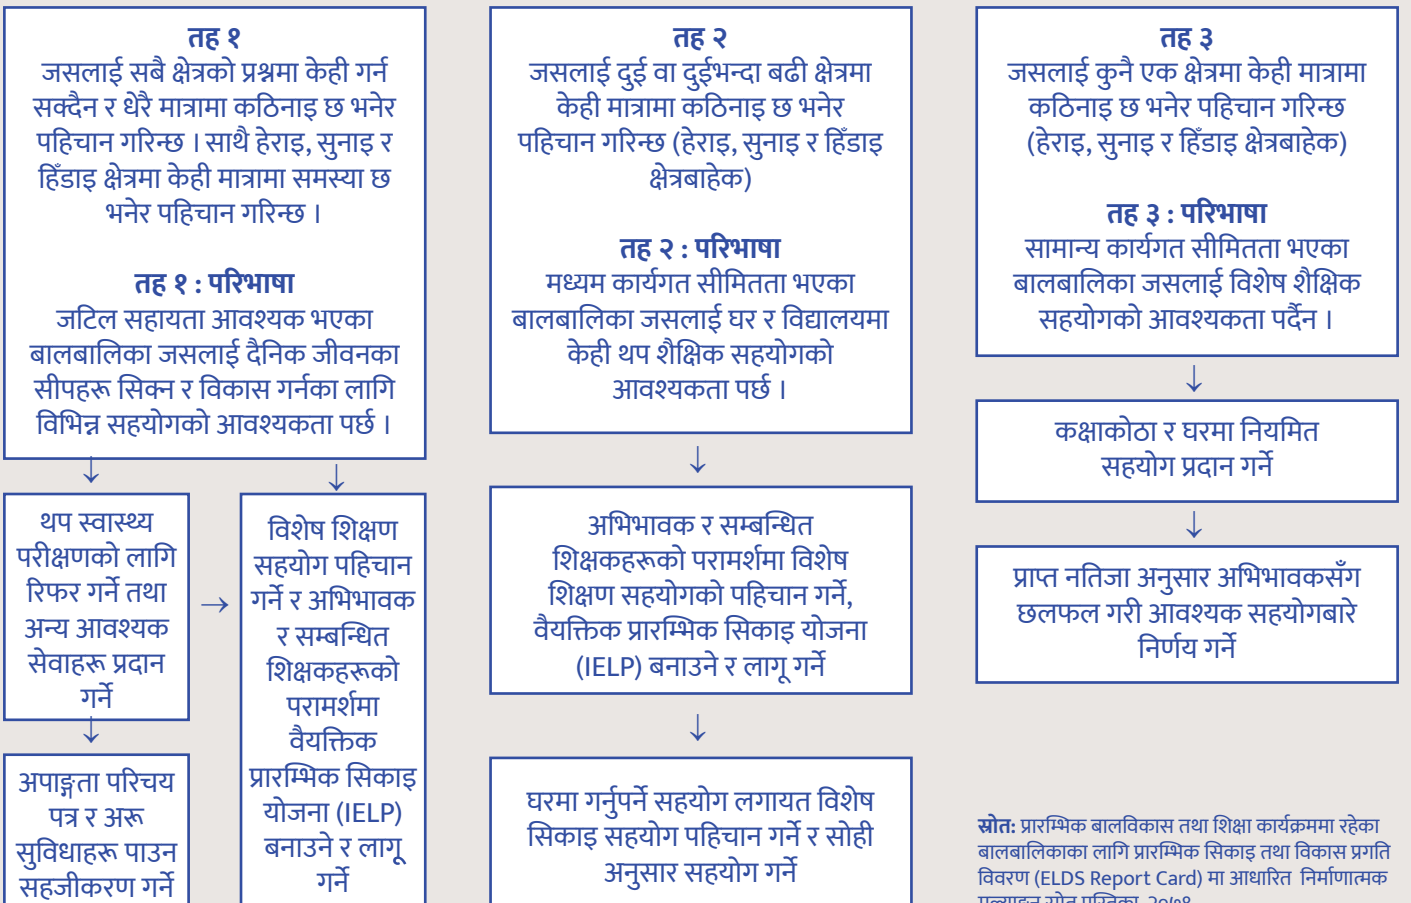 तह १
जसलाई सबै क्षेत्रको प्रश्नमा केही गर्न
सक्दैन र धेरै मात्रामा कठिनाइ छ भनेर
पहिचान गरिन्छ । साथै हेराइ, सुनाइ र
हिँडाइ क्षेत्रमा केही मात्रामा समस्या छ
भनेर पहिचान गरिन्छ ।
तह १ : परिभाषा
जटिल सहायता आवश्यक भएका
बालबालिका जसलाई दैनिक जीवनका
सीपहरू सिक्न र विकास गर्नका लागि
विभिन्न सहयोगको आवश्यकता पर्छ ।
↓
↓
थप स्वास्थ्य
परीक्षणको लागि
रिफर गर्ने तथा
अन्य आवश्यक
सेवाहरू प्रदान
गर्ने
→
↓
अपाङ्गता परिचय
पत्र र अरू
सुविधाहरू पाउन
सहजीकरण गर्ने
विशेष शिक्षण
सहयोग पहिचान
गर्ने र अभिभावक
र सम्बन्धित
शिक्षकहरूको
परामर्शमा
वैयक्तिक
प्रारम्भिक सिकाइ
योजना (IELP)
बनाउने र लागू
गर्ने
तह २
जसलाई दुई वा दुईभन्दा बढी क्षेत्रमा
केही मात्रामा कठिनाइ छ भनेर
पहिचान गरिन्छ (हेराइ, सुनाइ र हिँडाइ
क्षेत्रबाहेक)
तह २ : परिभाषा
मध्यम कार्यगत सीमितता भएका
बालबालिका जसलाई घर र विद्यालयमा
केही थप शैक्षिक सहयोगको
आवश्यकता पर्छ ।
↓
अभिभावक र सम्बन्धित
शिक्षकहरूको परामर्शमा विशेष
शिक्षण सहयोगको पहिचान गर्ने,
वैयक्तिक प्रारम्भिक सिकाइ योजना
(IELP) बनाउने र लागू गर्ने
↓
घरमा गर्नुपर्ने सहयोग लगायत विशेष
सिकाइ सहयोग पहिचान गर्ने र सोही
अनुसार सहयोग गर्ने
तह ३
जसलाई कुनै एक क्षेत्रमा केही मात्रामा
कठिनाइ छ भनेर पहिचान गरिन्छ
(हेराइ, सुनाइ र हिँडाइ क्षेत्रबाहेक)
तह ३ : परिभाषा
सामान्य कार्यगत सीमितता भएका
बालबालिका जसलाई विशेष शैक्षिक
सहयोगको आवश्यकता पर्दैन ।
↓
कक्षाकोठा र घरमा नियमित
सहयोग प्रदान गर्ने
↓
प्राप्त नतिजा अनुसार अभिभावकसँग
छलफल गरी आवश्यक सहयोगबारे
निर्णय गर्ने
स्रोत: प्रारम्भिक बालविकास तथा शिक्षा कार्यक्रममा रहेका
बालबालिकाका लागि प्रारम्भिक सिकाइ तथा विकास प्रगति
विवरण (ELDS Report Card) मा आधारित निर्माणात्मक